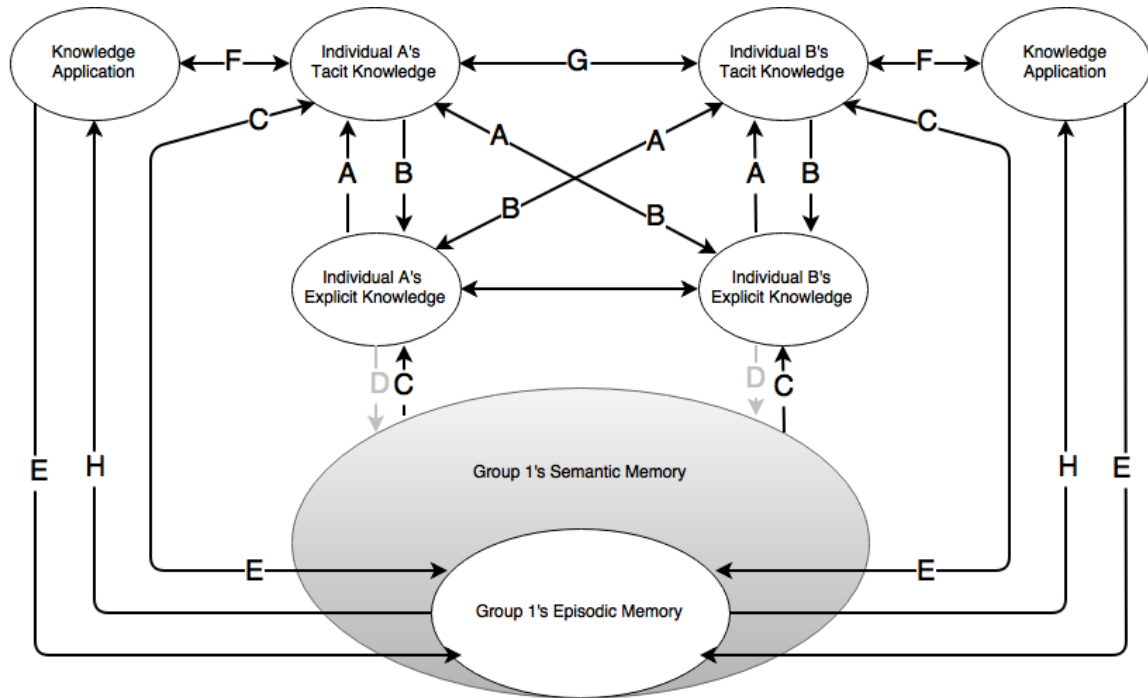 Knowledge
Application
F
Individual A's
Tacit Knowledge
G
Individual B's
Tacit Knowledge
F
Knowledge
Application
C
A
A
C
A
B
A
B
B
B
Individual A's
Explicit Knowledge
Individual B's
Explicit Knowledge
D
C
D
C
E
H
Group 1's Semantic Memory
H
E
E
E
Group 1's Episodic Memory